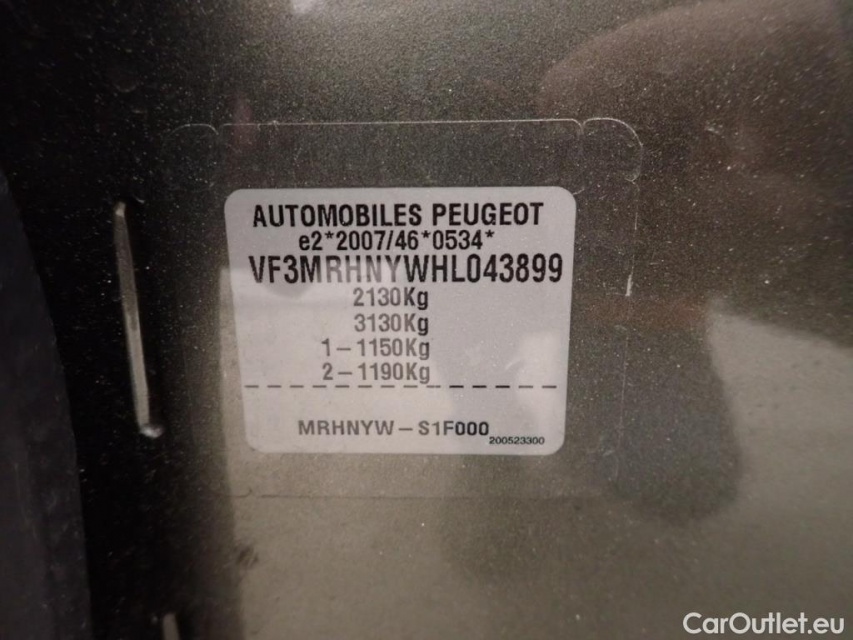 AUTOMOBILES PEUGEOT
e2*2007/46*0534*
VF3MRHNYWHL043899
2130Kg
3130Kg
1-1150Kg
2-1190Kg
MRHNYW-S1F000
200523300
CarOutlet.eu